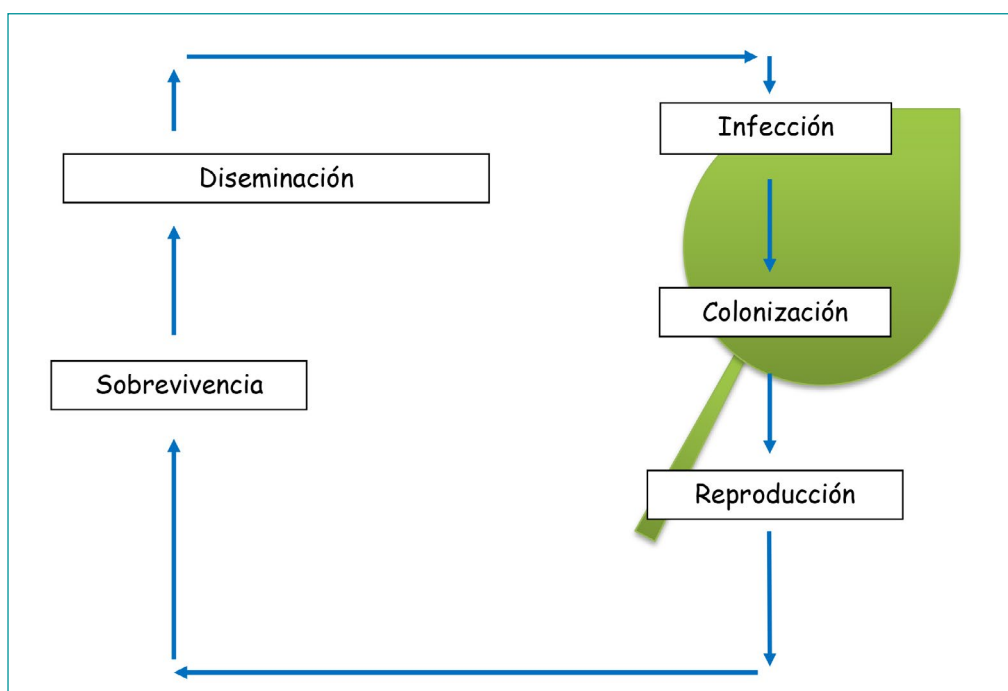 Infección
Diseminación
Colonización
Sobrevivencia
Reproducción